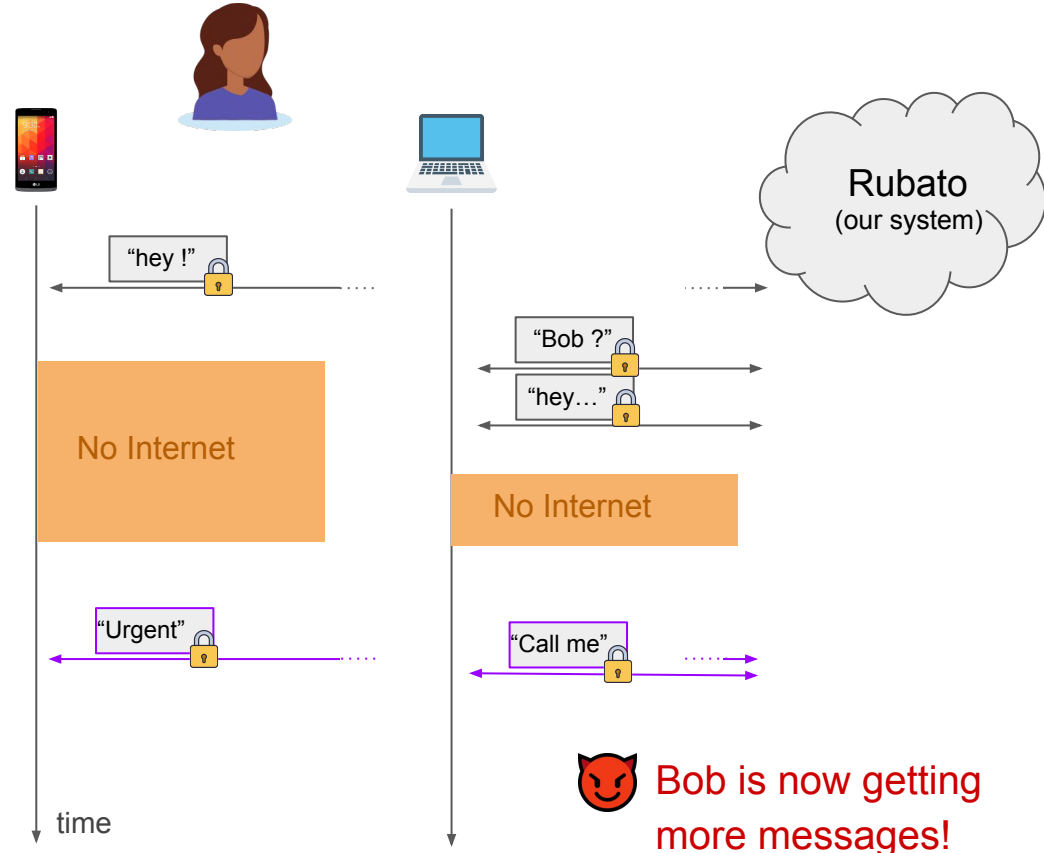 Rubato
(our system)
“hey !”
“Bob ?”
“hey…”
No Internet
No Internet
“Urgent”
“Call me”
Bob is now getting
more messages!
time